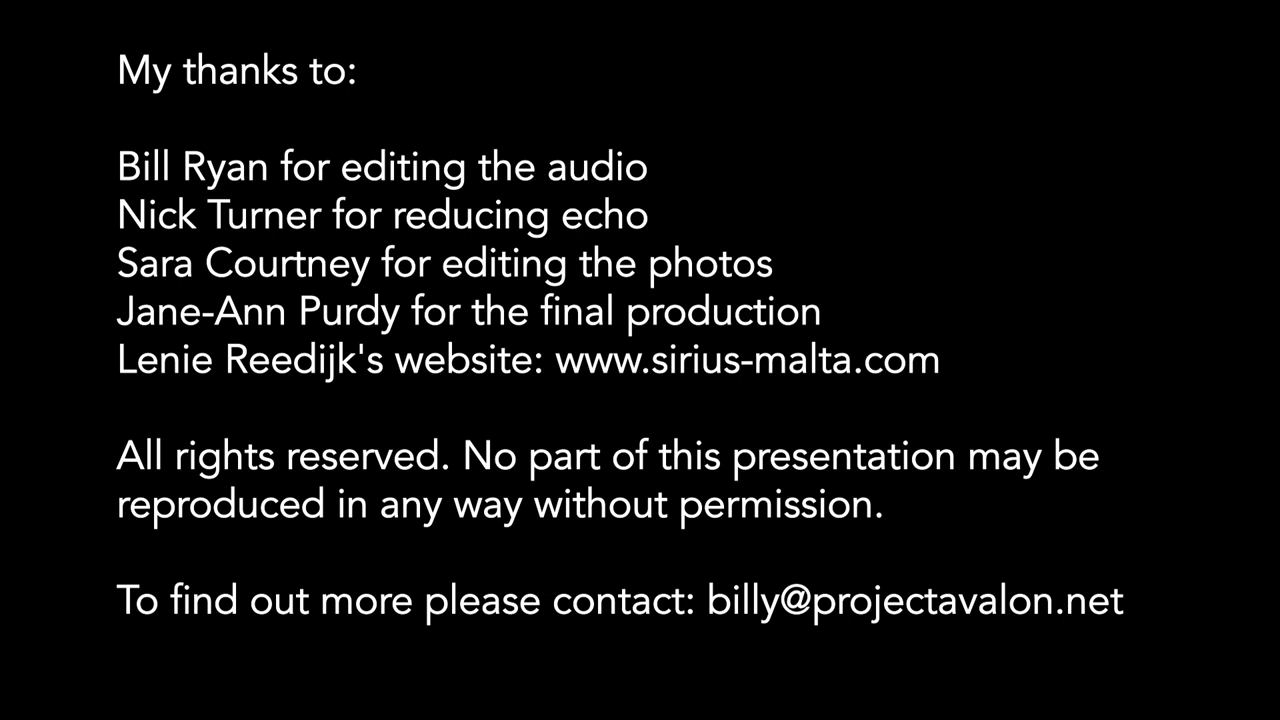 My thanks to:
Bill Ryan for editing the audio
Nick Turner for reducing echo
Sara Courtney for editing the photos
Jane-Ann Purdy for the final production
Lenie Reedijk's website: www.sirius-malta.com
All rights reserved. No part of this presentation may be
reproduced in any way without permission.
To find out more please contact: billy@projectavalon.net